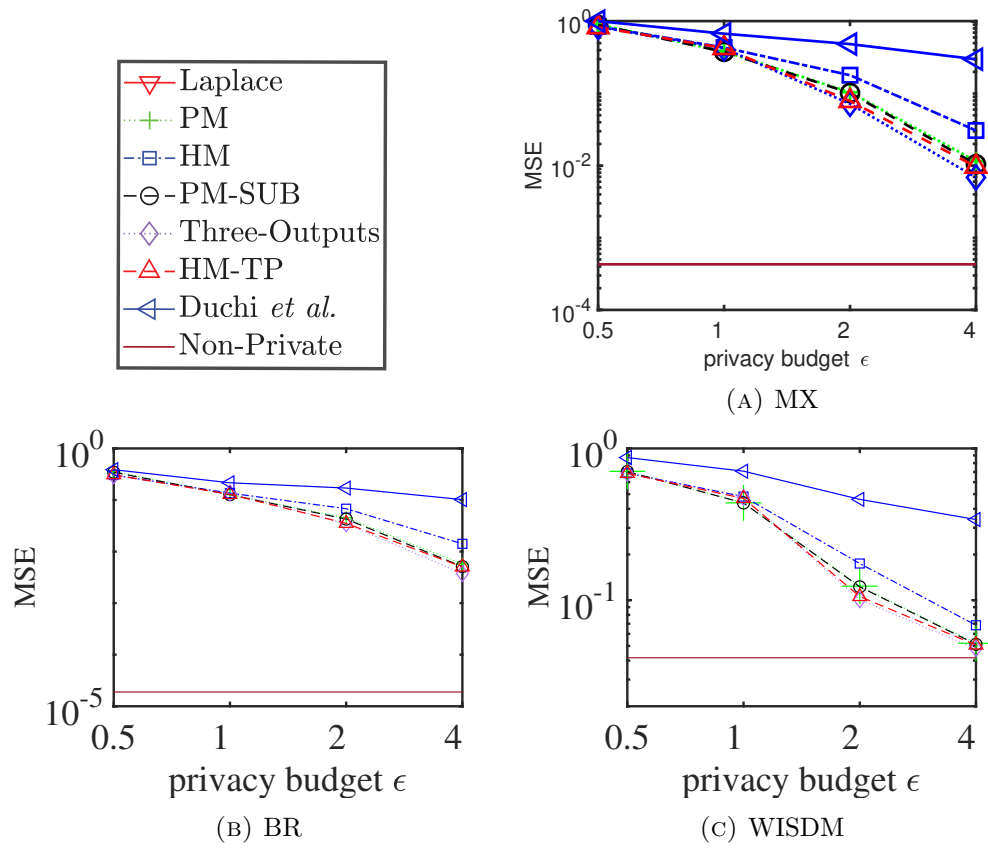 Laplace
PM
HM
PM-SUB
Three-Outputs
HM-TP
Duchi et al.
Non-Private
10^0
10^-2
10^-4
MSE
0.5 1 2 4
privacy budget ϵ
(A) MX
10^0
10^-5
MSE
0.5 1 2 4
privacy budget ϵ
(B) BR
10^0
10^-1
MSE
0.5 1 2 4
privacy budget ϵ
(C) WISDM